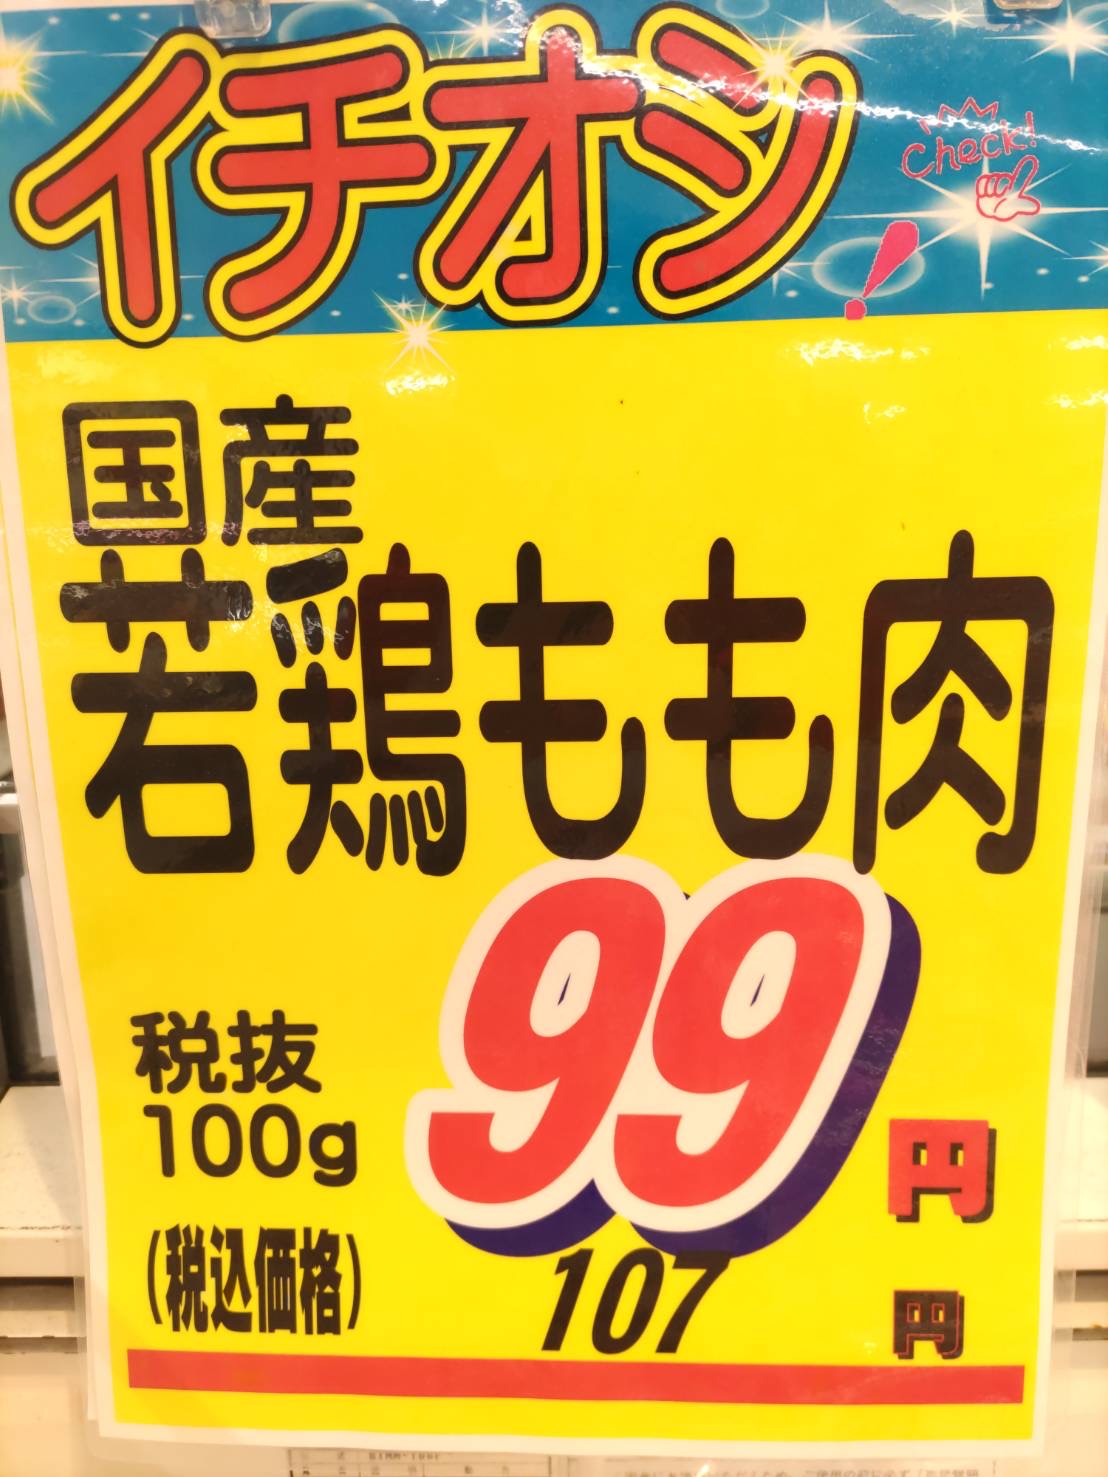 イチオシ
Check!
!
国産
若鶏もも肉
税抜
100g
99円
(税込価格)
107円